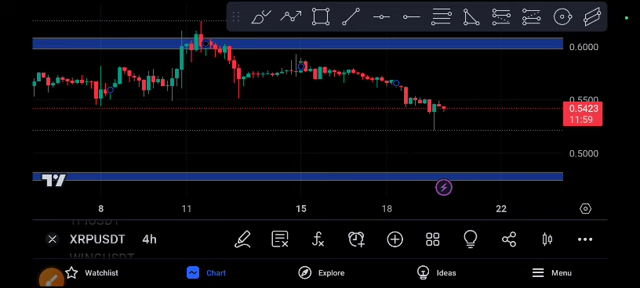 0.6000
0.5500
0.5423
11:59
0.5000
8 11 15 18 22
XRPUSDT 4h
Watchlist Chart Explore Ideas Menu